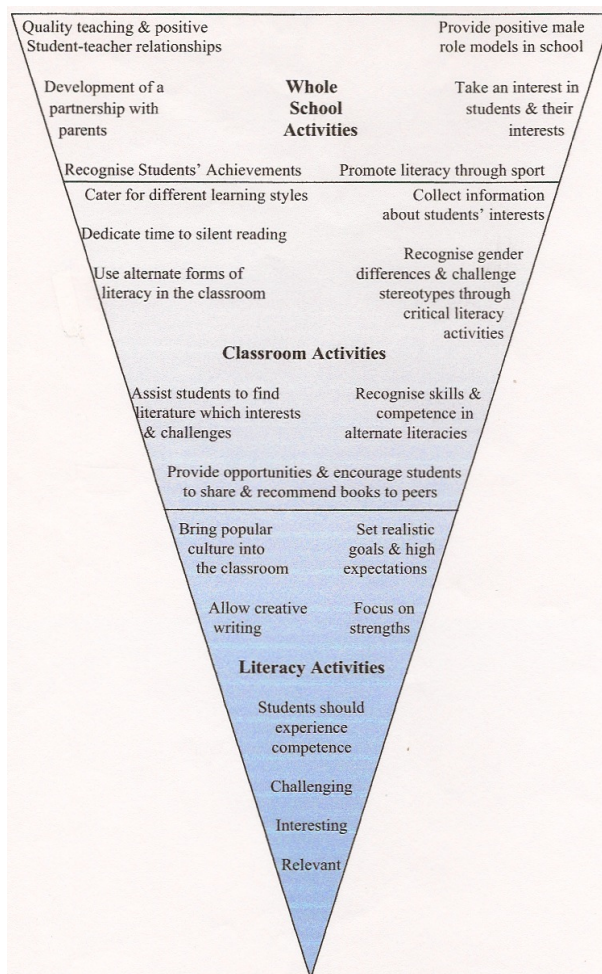 Quality teaching & positive
Student-teacher relationships
Provide positive male
role models in school
Development of a
partnership with
parents
Whole
School
Activities
Take an interest in
students & their
interests
Recognise Students' Achievements
Promote literacy through sport
Cater for different learning styles
Collect information
about students' interests
Dedicate time to silent reading
Use alternate forms of
literacy in the classroom
Recognise gender
differences & challenge
stereotypes through
critical literacy
activities
Classroom Activities
Assist students to find
literature which interests
& challenges
Recognise skills &
competence in
alternate literacies
Provide opportunities & encourage students
to share & recommend books to peers
Bring popular
culture into
the classroom
Set realistic
goals & high
expectations
Allow creative
writing
Focus on
strengths
Literacy Activities
Students should
experience
competence
Challenging
Interesting
Relevant